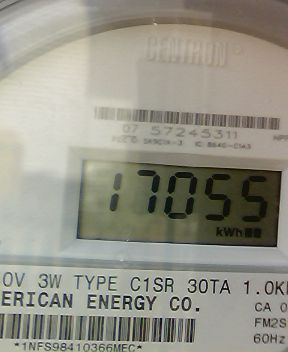 CENTRON®
07 57245311
17055
kWh
0V 3W TYPE C1SR 30TA 1.0K
ERICAN ENERGY CO.
CA 0
FM2S
60Hz
*1NFS98410366MEC*